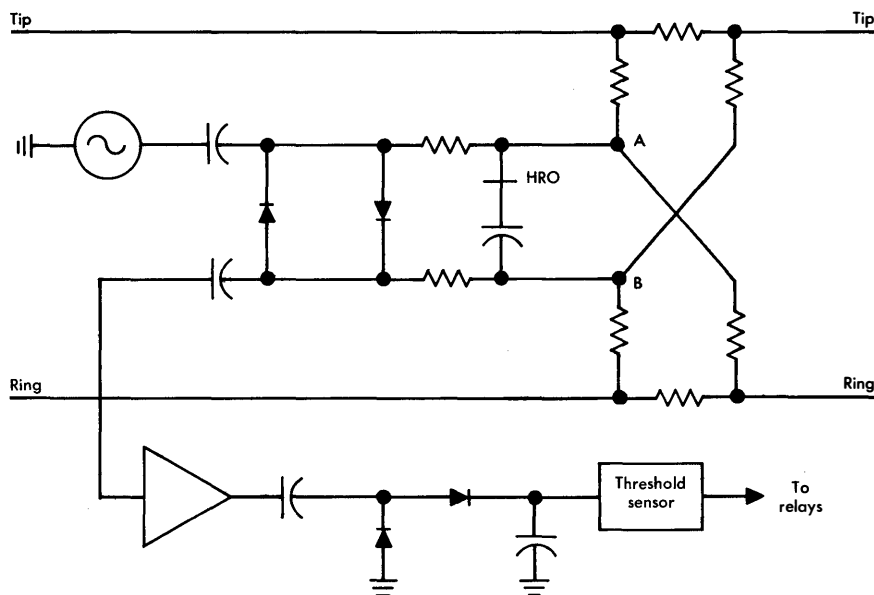 Tip
Tip
A
HRO
B
Ring
Ring
Threshold
sensor
To
relays